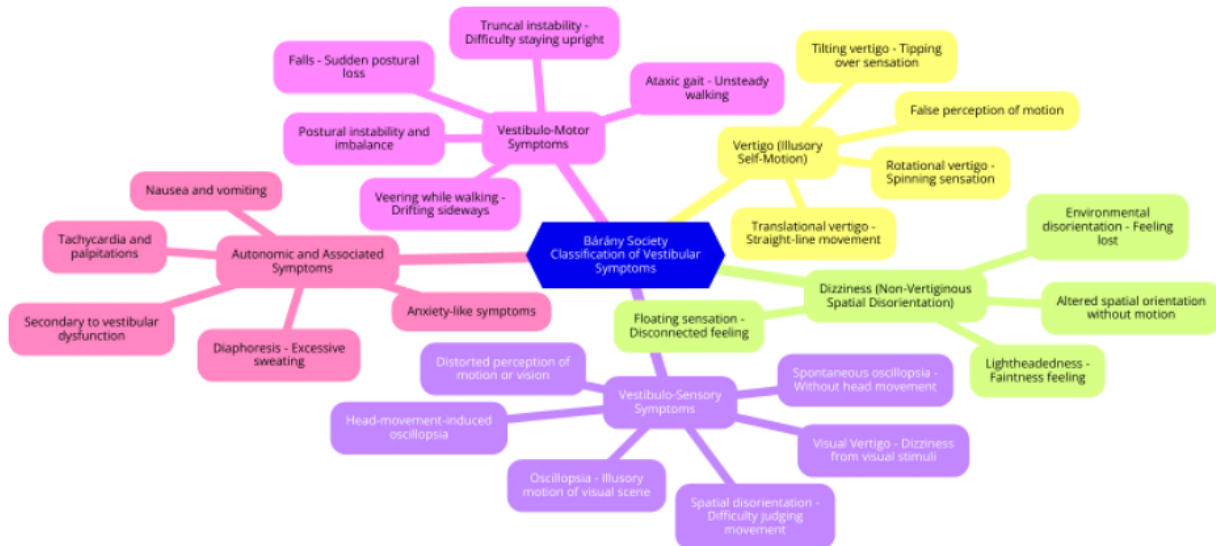 Bárány Society
Classification of Vestibular
Symptoms
Vestibulo-Motor
Symptoms
Truncal instability -
Difficulty staying upright
Falls - Sudden postural
loss
Ataxic gait - Unsteady
walking
Postural instability and
imbalance
Veering while walking -
Drifting sideways
Vertigo (Illusory
Self-Motion)
Tilting vertigo - Tipping
over sensation
False perception of motion
Rotational vertigo -
Spinning sensation
Translational vertigo -
Straight-line movement
Dizziness (Non-Vertiginous
Spatial Disorientation)
Environmental
disorientation - Feeling
lost
Altered spatial orientation
without motion
Lightheadedness -
Faintness feeling
Floating sensation -
Disconnected feeling
Vestibulo-Sensory
Symptoms
Spontaneous oscillopsia -
Without head movement
Visual Vertigo - Dizziness
from visual stimuli
Spatial disorientation -
Difficulty judging
movement
Oscillopsia - Illusory
motion of visual scene
Head-movement-induced
oscillopsia
Distorted perception of
motion or vision
Autonomic and Associated
Symptoms
Nausea and vomiting
Tachycardia and
palpitations
Secondary to vestibular
dysfunction
Diaphoresis - Excessive
sweating
Anxiety-like symptoms